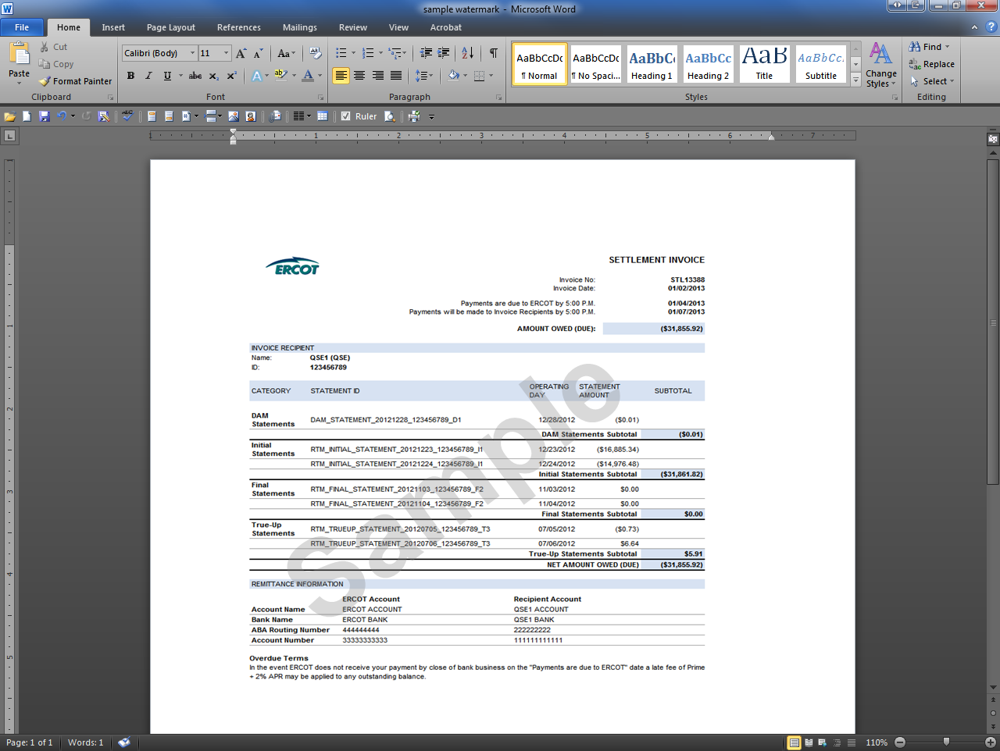 sample watermark - Microsoft Word
File Home Insert Page Layout References Mailings Review View Acrobat
Paste
Cut
Copy
Format Painter
Clipboard
Calibri (Body) 11
Font
Paragraph
AaBbCcDc AaBbCcDc AaBbCc AaBbCc AaB AaBbCc.
¶ Normal ¶ No Spaci... Heading 1 Heading 2 Title Subtitle
Change Styles
Styles
Find
Replace
Select
Editing
Ruler
1 1 2 3 4 5 6 7
ERCOT
SETTLEMENT INVOICE
Invoice No: STL13388
Invoice Date: 01/02/2013
Payments are due to ERCOT by 5:00 P.M. 01/04/2013
Payments will be made to Invoice Recipients by 5:00 P.M. 01/07/2013
AMOUNT OWED (DUE): ($31,855.92)
INVOICE RECIPIENT
Name: QSE1 (QSE)
ID: 123456789
CATEGORY STATEMENT ID OPERATING DAY STATEMENT AMOUNT SUBTOTAL
DAM Statements DAM_STATEMENT_20121228_123456789_D1 12/28/2012 ($0.01)
DAM Statements Subtotal ($0.01)
Initial Statements RTM_INITIAL_STATEMENT_20121223_123456789_I1 12/23/2012 ($16,885.34)
RTM_INITIAL_STATEMENT_20121224_123456789_I1 12/24/2012 ($14,976.48)
Initial Statements Subtotal ($31,861.82)
Final Statements RTM_FINAL_STATEMENT_20121103_123456789_F2 11/03/2012 $0.00
RTM_FINAL_STATEMENT_20121104_123456789_F2 11/04/2012 $0.00
Final Statements Subtotal $0.00
True-Up Statements RTM_TRUEUP_STATEMENT_20120705_123456789_T3 07/05/2012 ($0.73)
RTM_TRUEUP_STATEMENT_20120706_123456789_T3 07/06/2012 $6.64
True-Up Statements Subtotal $5.91
NET AMOUNT OWED (DUE) ($31,855.92)
Sample
REMITTANCE INFORMATION
ERCOT Account Recipient Account
Account Name ERCOT ACCOUNT QSE1 ACCOUNT
Bank Name ERCOT BANK QSE1 BANK
ABA Routing Number 444444444 222222222
Account Number 33333333333 111111111111
Overdue Terms
In the event ERCOT does not receive your payment by close of bank business on the "Payments are due to ERCOT" date a late fee of Prime
+ 2% APR may be applied to any outstanding balance.
Page: 1 of 1 Words: 1 110%